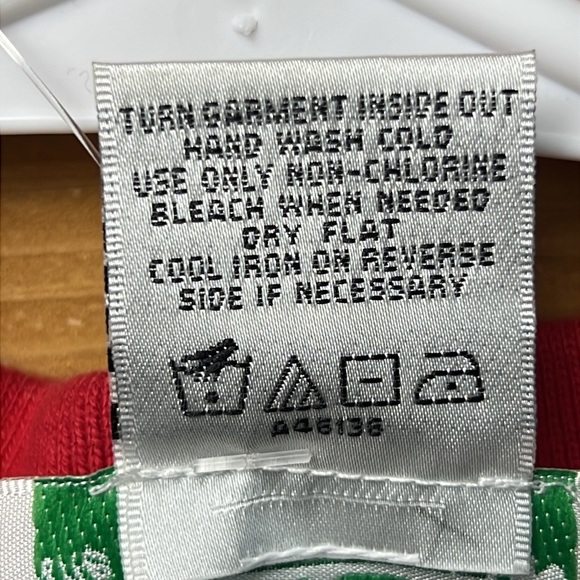 TURN GARMENT INSIDE OUT
HAND WASH COLD
USE ONLY NON-CHLORINE
BLEACH WHEN NEEDED
DRY FLAT
COOL IRON ON REVERSE
SIDE IF NECESSARY
A46136